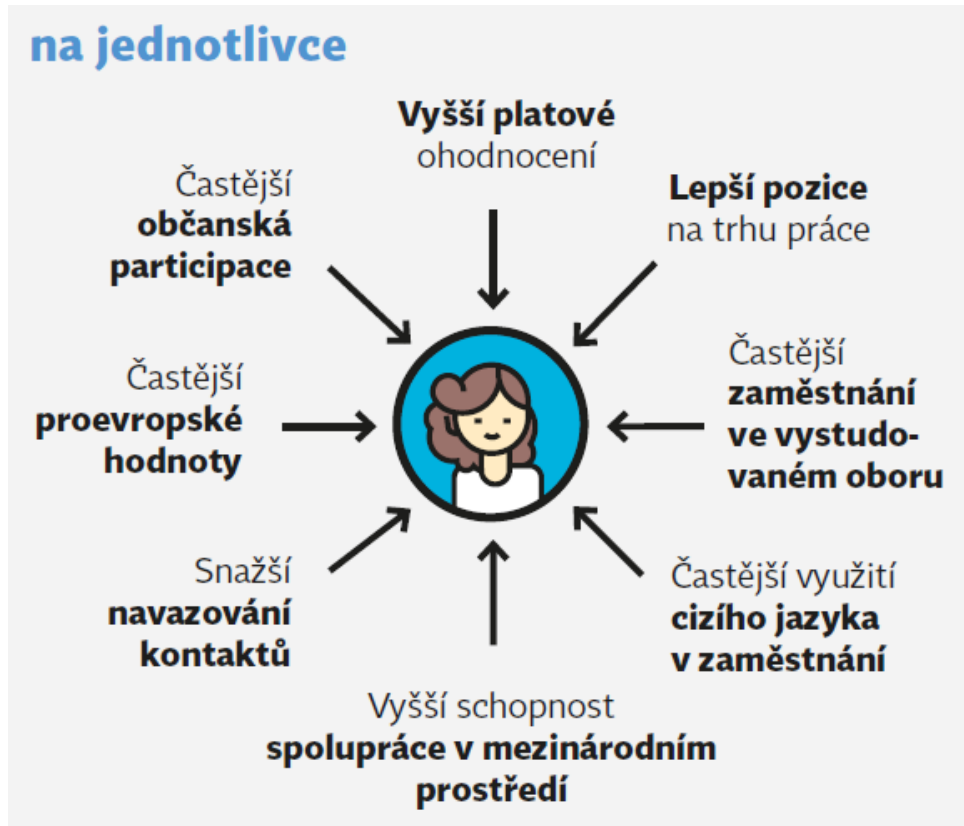 na jednotlivce
Vyšší platové
ohodnocení
Lepší pozice
na trhu práce
Častější
zaměstnání
ve vystudo-
vaném oboru
Častější využití
cizího jazyka
v zaměstnání
Vyšší schopnost
spolupráce v mezinárodním
prostředí
Snažší
navazování
kontaktů
Častější
proevropské
hodnoty
Častější
občanská
participace